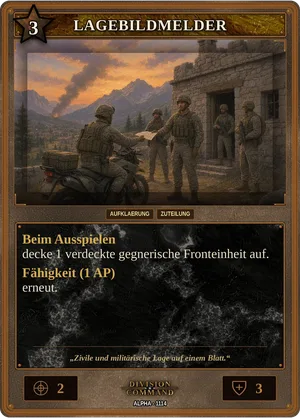 3
LAGEBILDMELDER
AUFKLAERUNG ZUTEILUNG
Beim Ausspielen
decke 1 verdeckte gegnerische Fronteinheit auf.
Fähigkeit (1 AP)
erneut.
„Zivile und militärische Lage auf einem Blatt.“
2
DIVISION
COMMAND
ALPHA - 1114
3